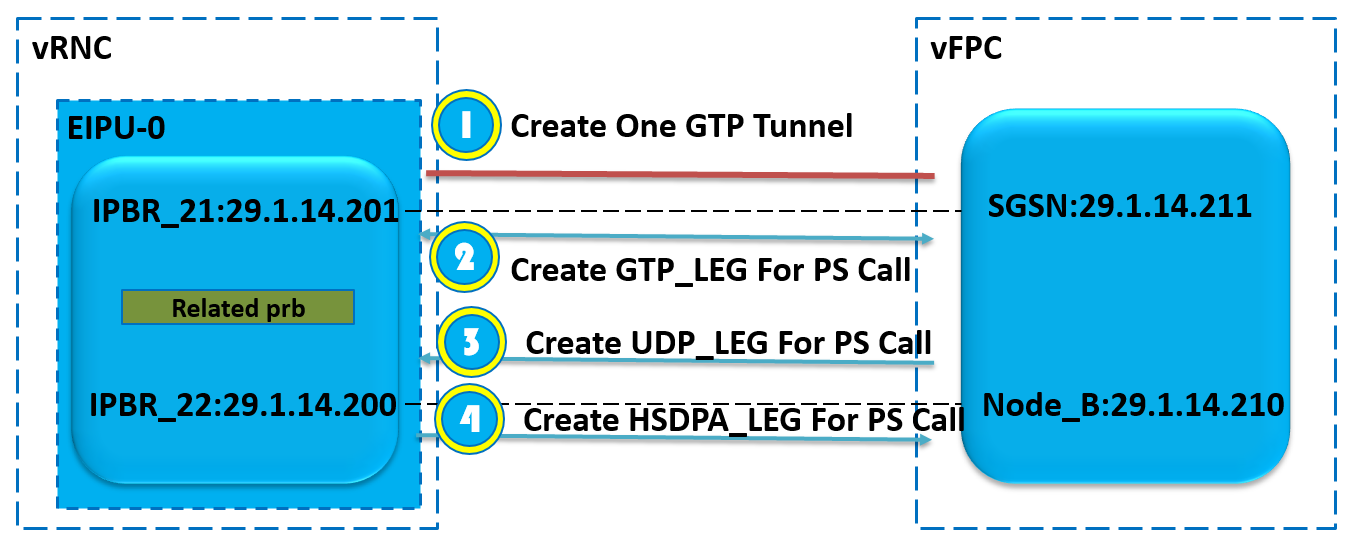 vRNC
vFPC
EIPU-0
1
Create One GTP Tunnel
IPBR_21:29.1.14.201
SGSN:29.1.14.211
2
Create GTP_LEG For PS Call
Related prb
3
Create UDP_LEG For PS Call
IPBR_22:29.1.14.200
Node_B:29.1.14.210
4
Create HSDPA_LEG For PS Call